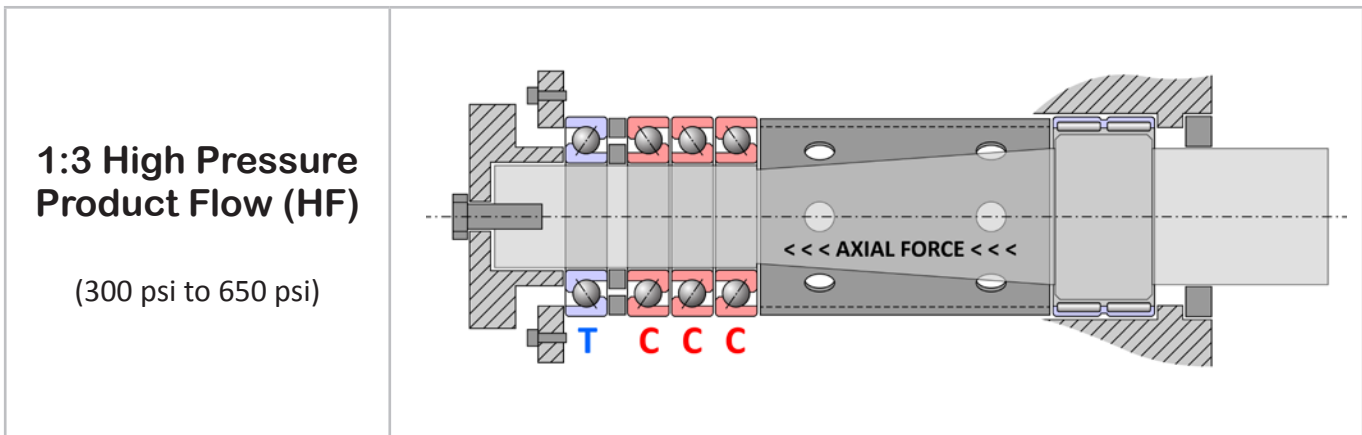 1:3 High Pressure
Product Flow (HF)
(300 psi to 650 psi)
< < < AXIAL FORCE < < <
T C C C